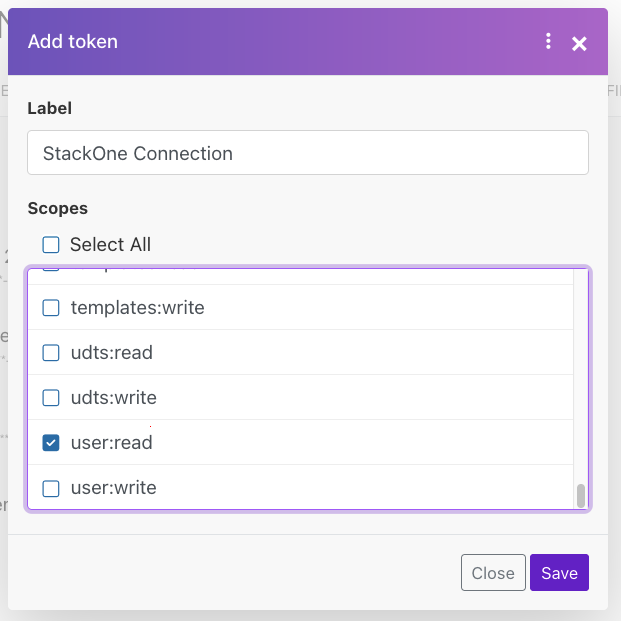 Add token
Label
StackOne Connection
Scopes
Select All
templates:write
udts:read
udts:write
user:read
user:write
Close
Save